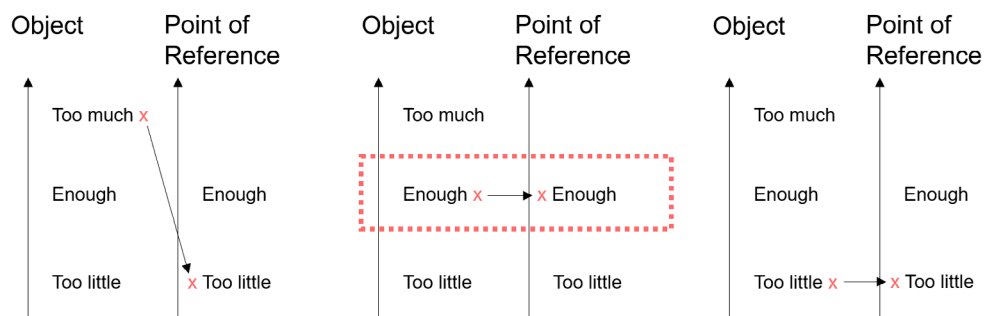 Object
Point of
Reference
Too much x
Enough
Enough
Too little
x Too little
Object
Point of
Reference
Too much
Enough x
x Enough
Too little
Too little
Object
Point of
Reference
Too much
Enough
Enough
Too little x
x Too little